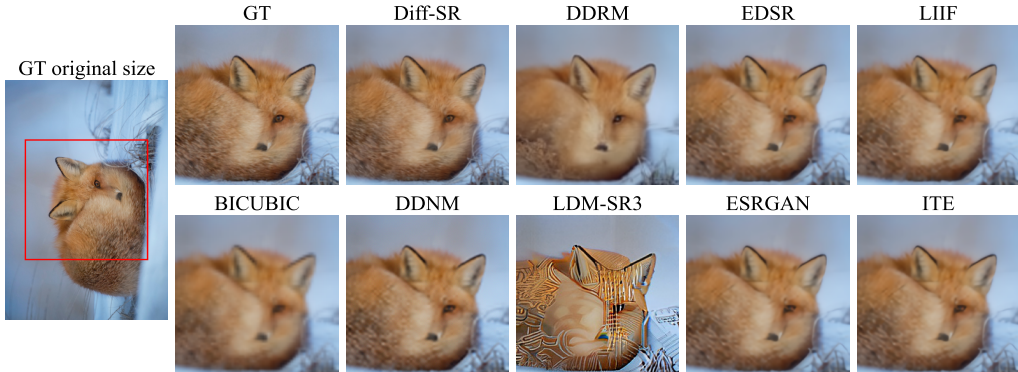 GT original size
GT
Diff-SR
DDRM
EDSR
LIIF
BICUBIC
DDNM
LDM-SR3
ESRGAN
ITE